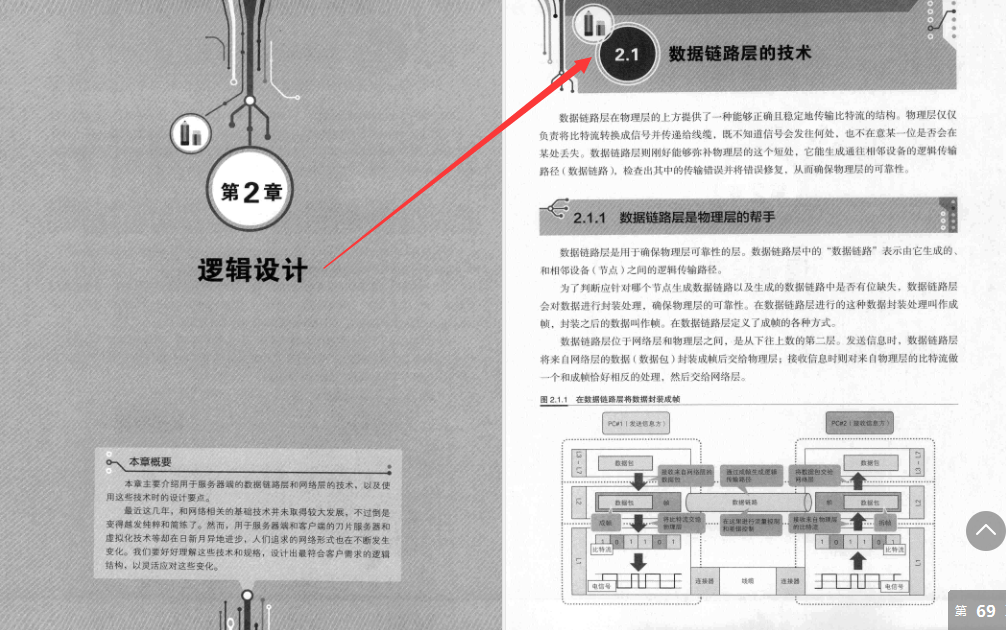 第2章
逻辑设计
本章概要
本章主要介绍用于服务器端的数据链路层和网络层的技术，以及使
用这些技术时的设计要点。
最近这几年，和网络相关的基础技术并未取得较大发展，不过倒是
变得越发纯粹和能练了。然而，用于服务器端和客户端的刀片服务器和
虚拟化技术等却在日新月异地进步，人们追求的网络形式也在不断发生
变化。我们要好好理解这些技术和规格，设计出最符合客户需求的逻辑
结构，以灵活应对这些变化。
2.1 数据链路层的技术
数据链路层在物理层的上方提供了一种能够正确且稳定地传输比特流的结构。物理层仅仅
负责将比特流转换成信号并传递给线缆，既不知道信号会发往何处，也不在意某一位是否会在
某处丢失。数据链路层则刚好能够弥补物理层的这个短处，它能生成通往相邻设备的逻辑传输
路径（数据链路），检查出其中的传输错误并将错误修复，从而确保物理层的可靠性。
2.1.1 数据链路层是物理层的帮手
数据链路层是用于确保物理层可靠性的层。数据链路层中的“数据链路”表示由它生成的、
和相邻设备（节点）之间的逻辑传输路径。
为了判断应针对哪个节点生成数据链路以及生成的数据链路中是否有位缺失，数据链路层
会对数据进行封装处理，确保物理层的可靠性。在数据链路层进行的这种数据封装处理叫作成
帧，封装之后的数据叫作帧。在数据链路层定义了成帧的各种方式。
数据链路层位于网络层和物理层之间，是从下往上数的第二层。发送信息时，数据链路层
将来自网络层的数据（数据包）封装成帧后交给物理层；接收信息时则对来自物理层的比特流做
一个和成帧恰好相反的处理，然后交给网络层。
图 2.1.1 在数据链路层将数据封装成帧
PC#1（发送信息方）
PC#2（接收信息方）
L3
~
L7
数据包
接收来自网络层的
数据包
通过成帧生成逻辑
传输路径
将数据包交给
网络层
数据包
L2
数据包
帧
数据链路
帧
数据包
成帧
将比特流交给
物理层
在这里进行流量控制
和差错控制
接收来自物理层
的比特流
成帧
L1
1 0 1 1 0 1
比特流
1 0 1 1 0 1
比特流
L1
电信号
连接器
线缆
连接器
电信号
第 69